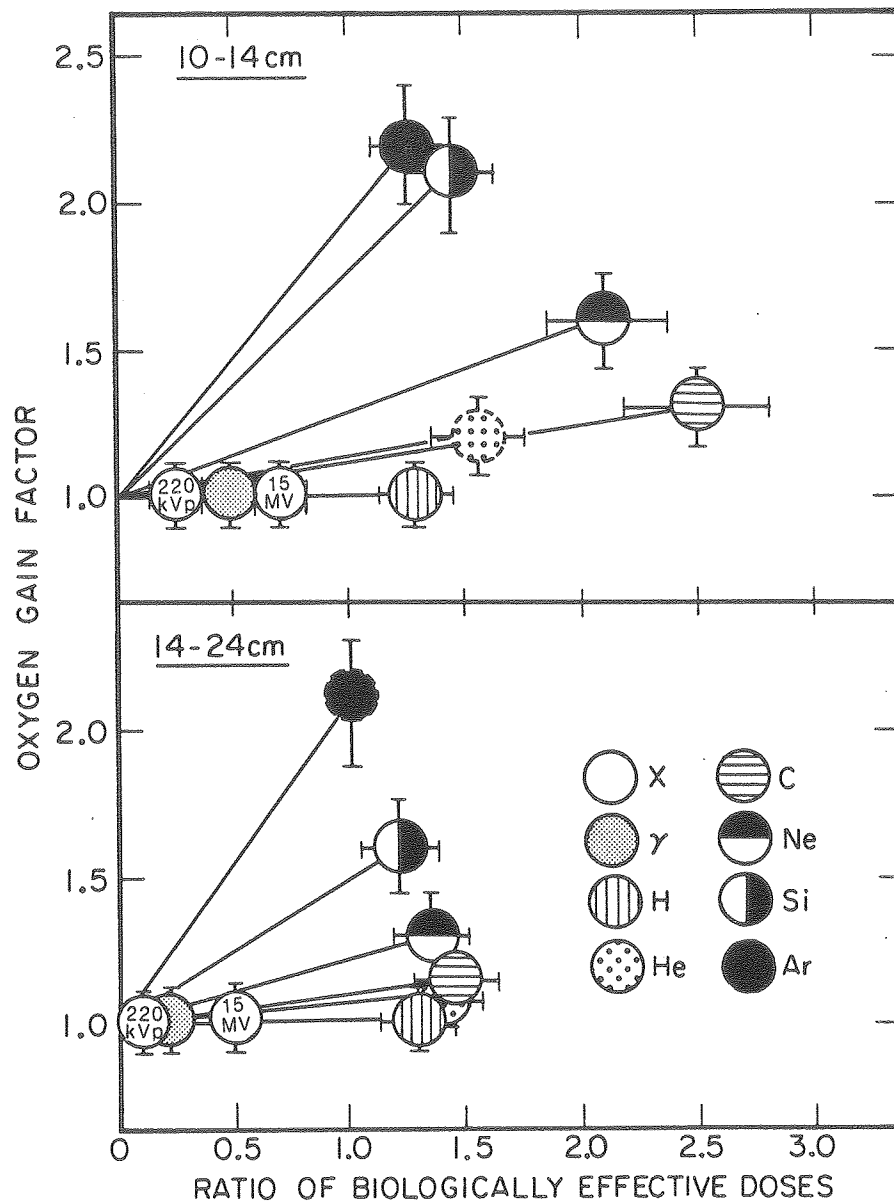 10-14cm
2.5
2.0
1.5
1.0
220 kVp
15 MV
OXYGEN GAIN FACTOR
14-24cm
2.0
1.5
1.0
220 kVp
15 MV
X
C
γ
Ne
H
Si
He
Ar
0 0.5 1.0 1.5 2.0 2.5 3.0
RATIO OF BIOLOGICALLY EFFECTIVE DOSES